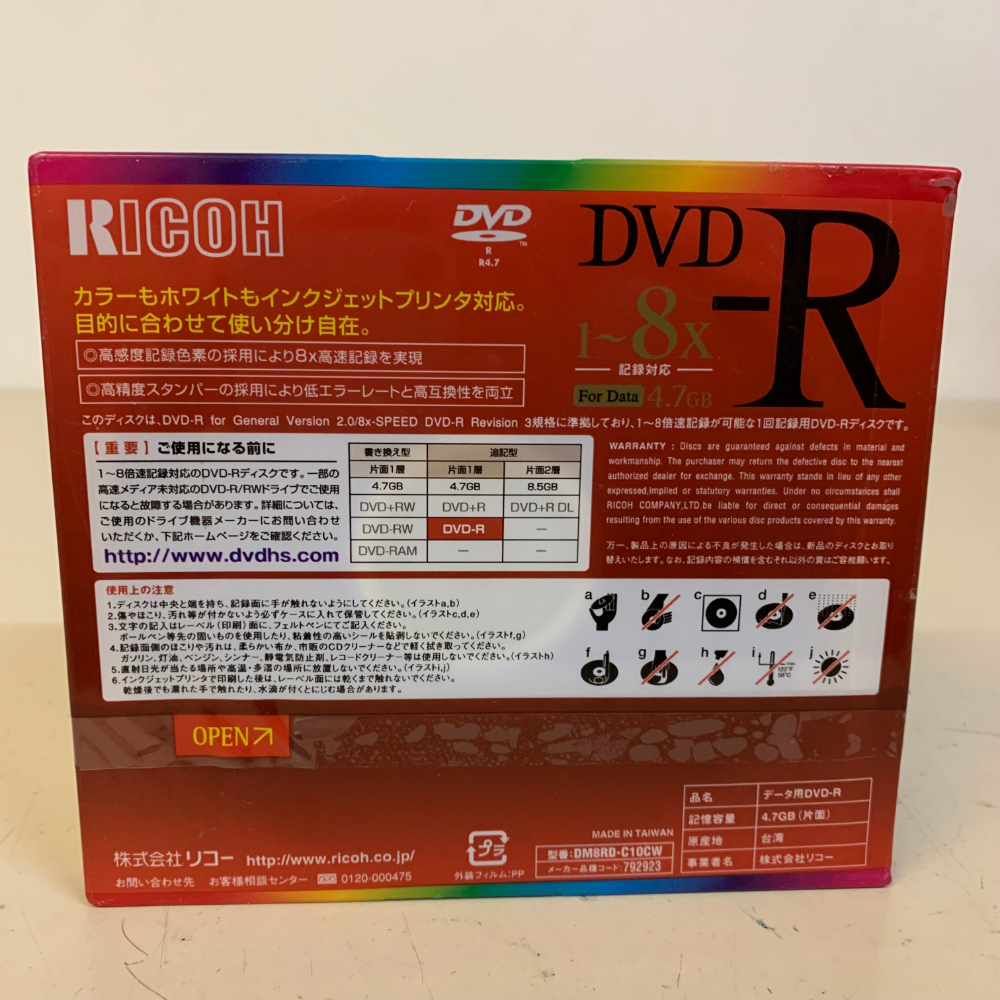 RICOH
DVD
R
R4.7
DVD-R
カラーもホワイトもインクジェットプリンタ対応。
目的に合わせて使い分け自在。
1~8X
記録対応
For Data 4.7GB
◎高感度記録色素の採用により8x高速記録を実現
◎高精度スタンパーの採用により低エラーレートと高互換性を両立
このディスクは、DVD-R for General Version 2.0/8x-SPEED DVD-R Revision 3規格に準拠しており、1~8倍速記録が可能な1回記録用DVD-Rディスクです。
【重要】ご使用になる前に
1~8倍速記録対応のDVD-Rディスクです。一部の
高速メディア未対応のDVD-R/RWドライブでご使用
になると故障する場合があります。詳細については、
ご使用のドライブ機器メーカーにお問い合わせ
いただくか、下記ホームページをご確認ください。
http://www.dvdhs.com
書き換え型 追記型
片面1層 片面1層 片面2層
4.7GB 4.7GB 8.5GB
DVD+RW DVD+R DVD+R DL
DVD-RW DVD-R —
DVD-RAM — —
WARRANTY : Discs are guaranteed against defects in material and
workmanship. The purchaser may return the defective disc to the nearest
authorized dealer for exchange. This warranty stands in lieu of any other
expressed,implied or statutory warranties. Under no circumstances shall
RICOH COMPANY,LTD.be liable for direct or consequential damages
resulting from the use of the various disc products covered by this warranty.
万一、製品上の原因による不良が発生した場合は、新品のディスクとお取り
替えいたします。なお、記録内容の補償を含むそれ以外の責はご容赦願います。
使用上の注意
1.ディスクは中央と端を持ち、記録面に手が触れないようにしてください。(イラストa,b)
2.傷やほこり、汚れ等が付かないよう必ずケースに入れて保管してください。(イラストc,d,e)
3.文字の記入はレーベル(印刷)面に、フェルトペンにてご記入ください。
ボールペン等先の固いものを使用したり、粘着性の高いシールを貼剥しないでください。(イラストf,g)
4.記録面側のほこりや汚れは、柔らかい布か、市販のCDクリーナーなどで軽く拭き取ってください。
ガソリン、灯油、ベンジン、シンナー、静電気防止剤、レコードクリーナー等は使用しないでください。(イラストh)
5.直射日光が当たる場所や高温・多湿の場所に放置しないでください。(イラストi,j)
6.インクジェットプリンタで印刷した後は、レーベル面には乾くまで触れないでください。
乾燥後でも濡れた手で触れたり、水滴が付くとにじむ場合があります。
a b c d e
f g h i j
122°F
50°C
OPEN
品名 データ用DVD-R
記憶容量 4.7GB(片面)
原産地 台湾
事業者名 株式会社リコー
MADE IN TAIWAN
型番:DM8RD-C10CW
メーカー品種コード:792923
プラ
外装フィルム:PP
株式会社リコー http://www.ricoh.co.jp/
お問い合わせ先 お客様相談センター 0120-000475